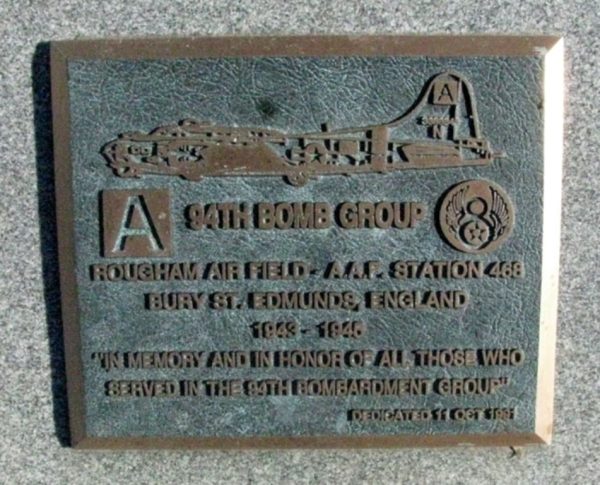 A
N
A
94TH BOMB GROUP
8
ROUGHAM AIR FIELD - A.A.F. STATION 468
BURY ST. EDMUNDS, ENGLAND
1943 - 1945
"IN MEMORY AND IN HONOR OF ALL THOSE WHO
SERVED IN THE 94TH BOMBARDMENT GROUP"
DEDICATED 11 OCT